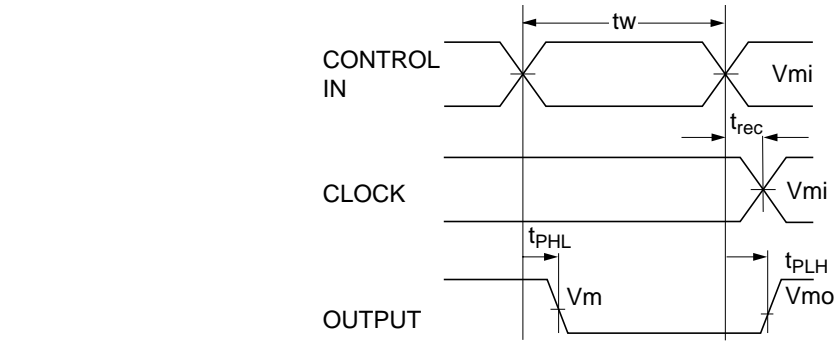 tw
CONTROL
IN
Vmi
trec
CLOCK
Vmi
tPHL
tPLH
Vm
Vmo
OUTPUT